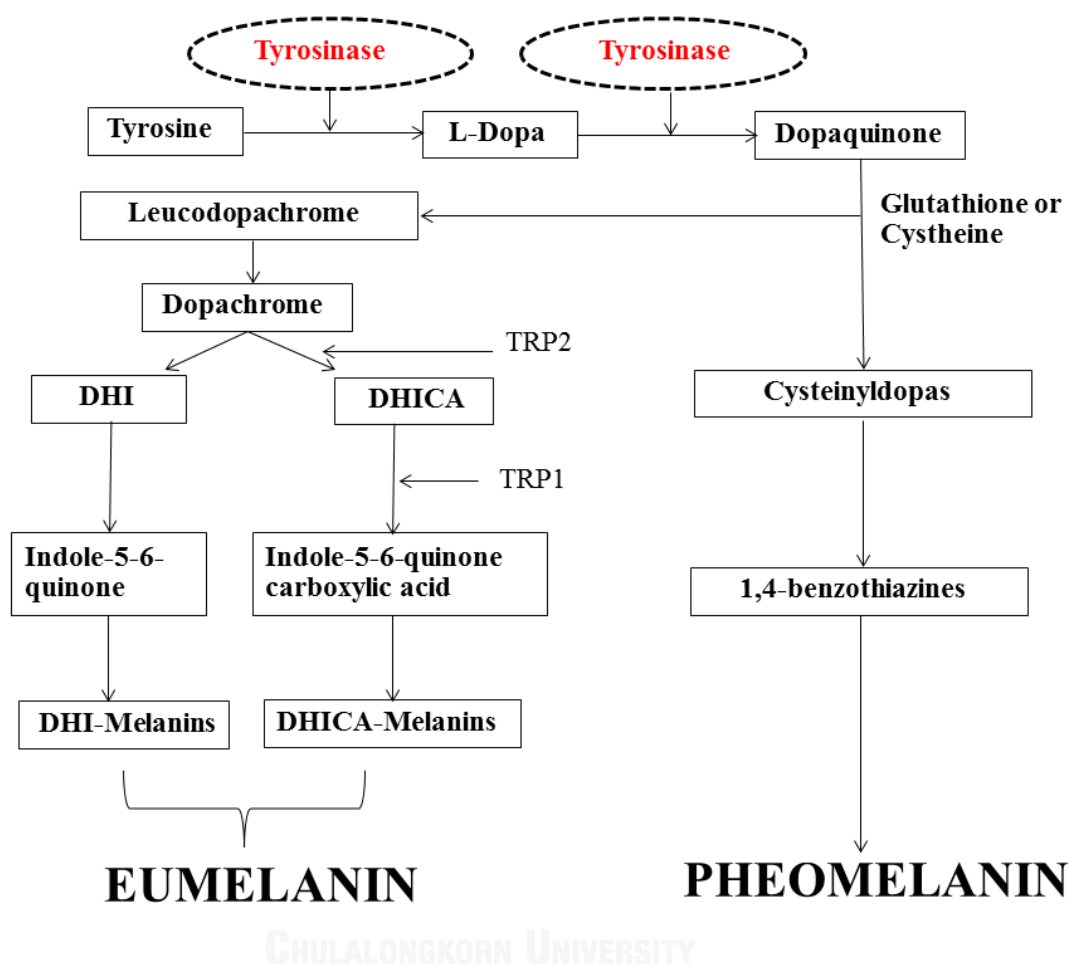 Tyrosinase
Tyrosinase
Tyrosine
L-Dopa
Dopaquinone
Leucodopachrome
Glutathione or
Cystheine
Dopachrome
TRP2
DHI
DHICA
Cysteinyldopas
TRP1
Indole-5-6-
quinone
Indole-5-6-quinone
carboxylic acid
1,4-benzothiazines
DHI-Melanins
DHICA-Melanins
EUMELANIN
PHEOMELANIN
CHULALONGKORN UNIVERSITY